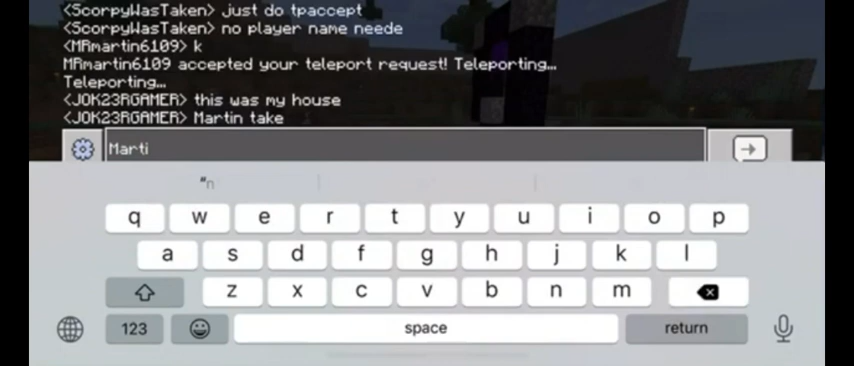 <ScorpyWasTaken> just do tpaccept
<ScorpyWasTaken> no player name neede
<MRmartin6109> k
MRmartin6109 accepted your teleport request! Teleporting...
Teleporting...
<JOK23RGAMER> this was my house
<JOK23RGAMER> Martin take
Marti
"n
q w e r t y u i o p
a s d f g h j k l
z x c v b n m
123 space return